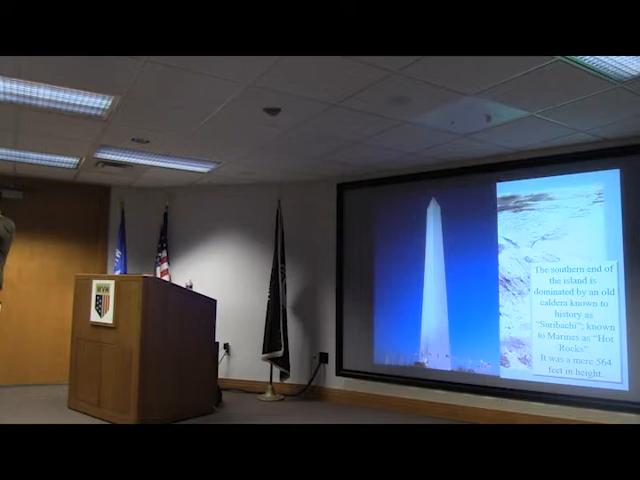 WVM
The southern end of
the island is
dominated by an old
caldera known to
history as
"Suribachi"; known
to Marines as "Hot
Rocks".
It was a mere 564
feet in height.